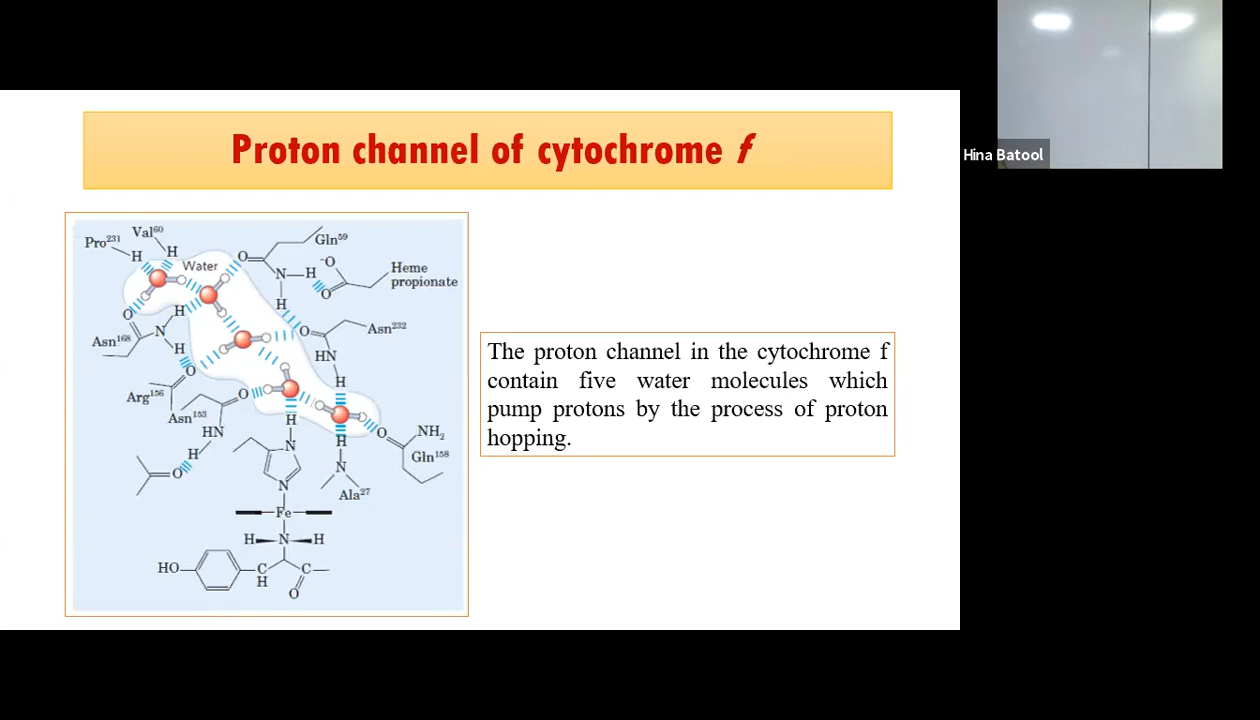 Proton channel of cytochrome f
Hina Batool
Val60
Pro231
H
H
Water
O
Gln59
N
H
-O
O
Heme
propionate
H
O
H
N
Asn168
H
O
Asn232
HN
H
O
Arg156
Asn153
O
HN
H
O
H
N
N
H
N
Ala27
O
NH2
Gln158
Fe
H
N
H
HO
C
H
C
O
The proton channel in the cytochrome f
contain five water molecules which
pump protons by the process of proton
hopping.